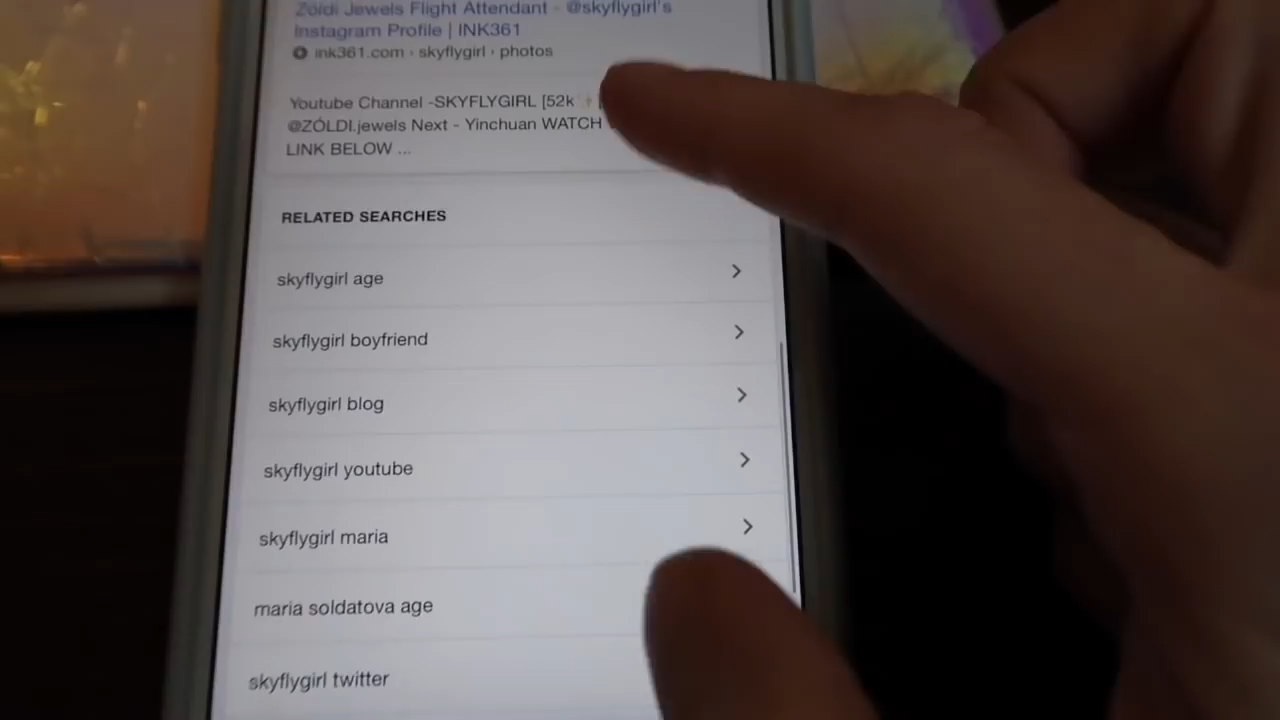 Zoldi Jewels Flight Attendant - @skyflygirl's
Instagram Profile | INK361
ink361.com › skyflygirl › photos
Youtube Channel -SKYFLYGIRL [52k
@ZÓLDI.jewels Next - Yinchuan WATCH
LINK BELOW ...
RELATED SEARCHES
skyflygirl age
skyflygirl boyfriend
skyflygirl blog
skyflygirl youtube
skyflygirl maria
maria soldatova age
skyflygirl twitter